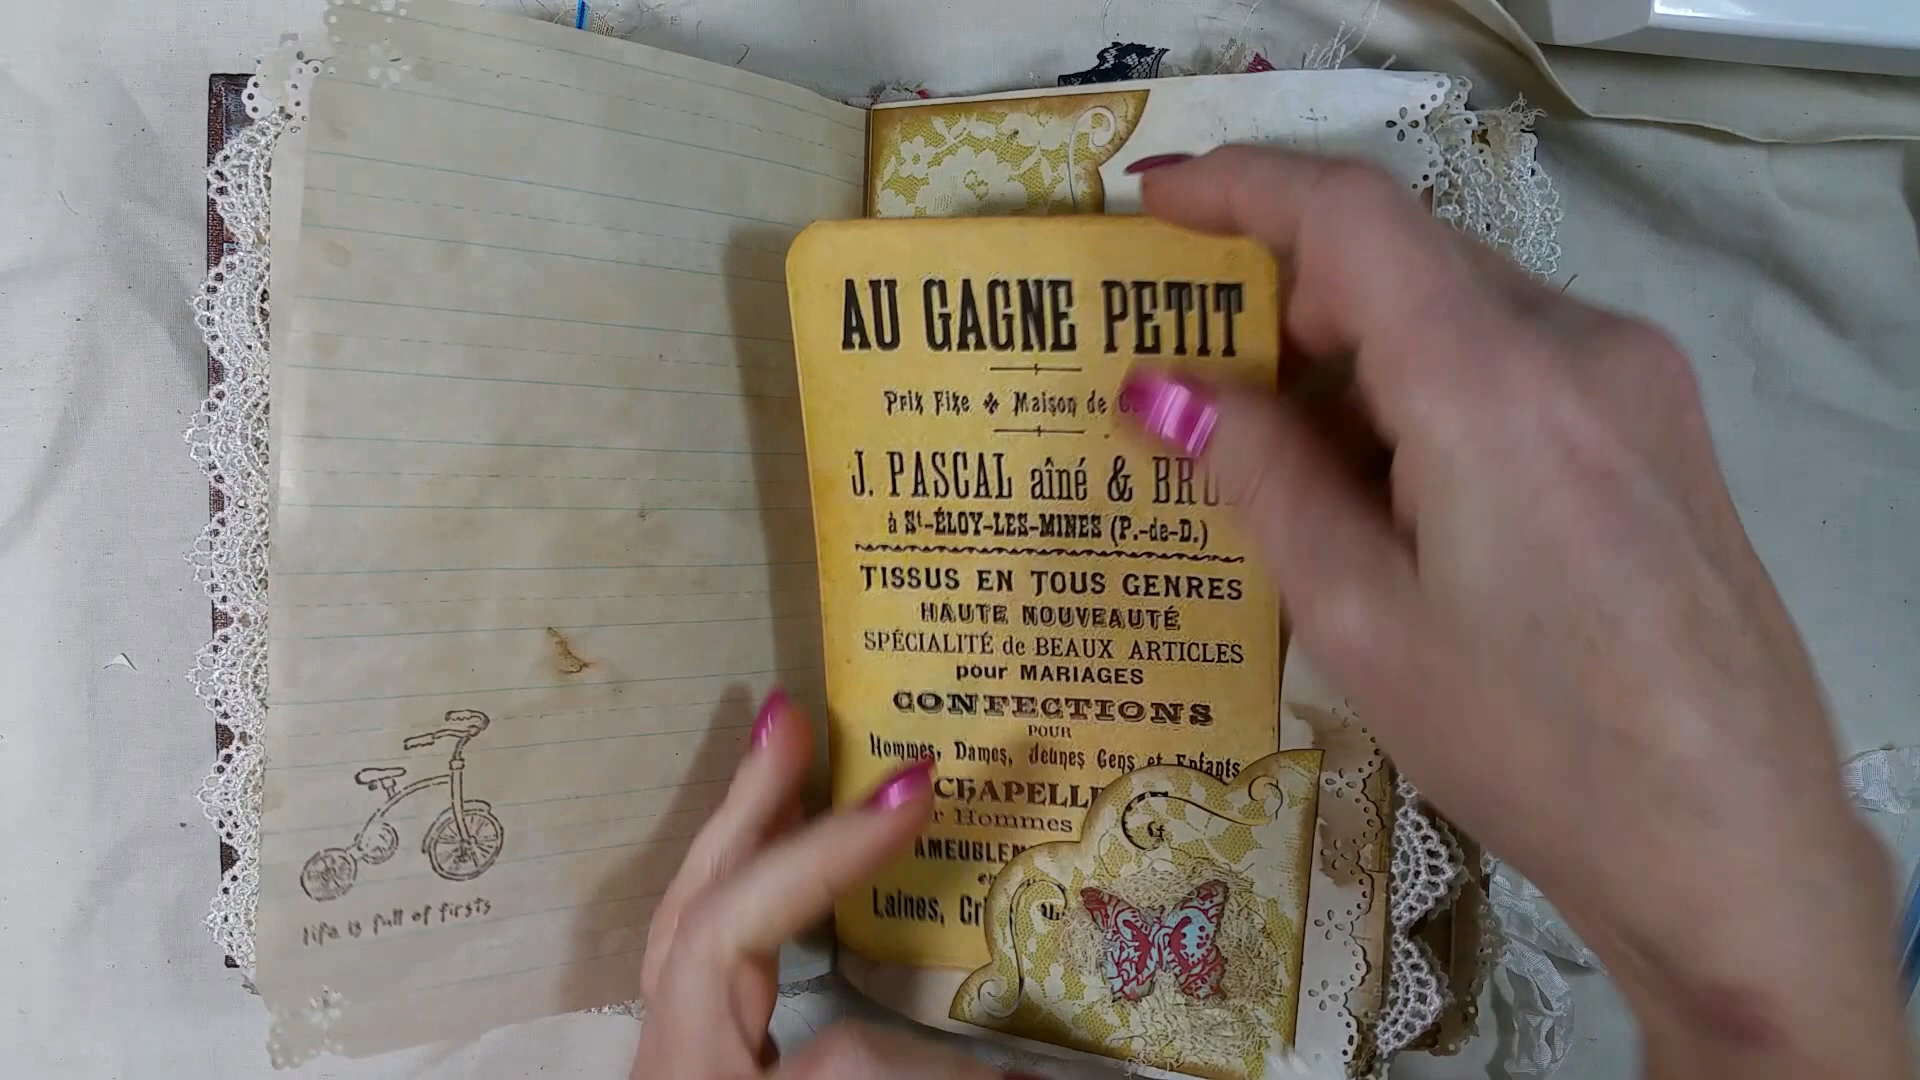 life is full of firsts
AU GAGNE PETIT
Prix Fixe Maison de
J. PASCAL aîné &
à St-ÉLOY-LES-MINES (P.-de-D.)
TISSUS EN TOUS GENRES
HAUTE NOUVEAUTÉ
SPÉCIALITÉ de BEAUX ARTICLES
pour MARIAGES
CONFECTIONS
POUR
Hommes, Dames, Jeunes Gens et Enfants
CHAPELLE
Hommes
AMEUBLEM
Laines,